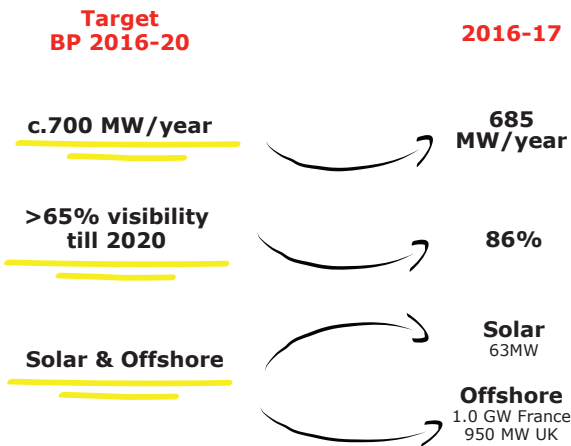 Target
BP 2016-20
2016-17
c.700 MW/year
685
MW/year
>65% visibility
till 2020
86%
Solar & Offshore
Solar
63MW
Offshore
1.0 GW France
950 MW UK